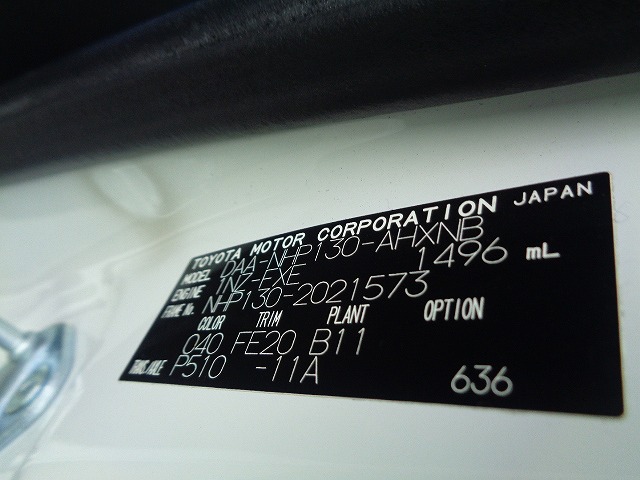 TOYOTA MOTOR CORPORATION JAPAN
MODEL DAA-NHP130-AHXNB
ENGINE 1NZ-FXE 1496 mL
FRAME No. NHP130-2021573
COLOR TRIM PLANT OPTION
040 FE20 B11
TRANS/AXLE P510 -11A 636